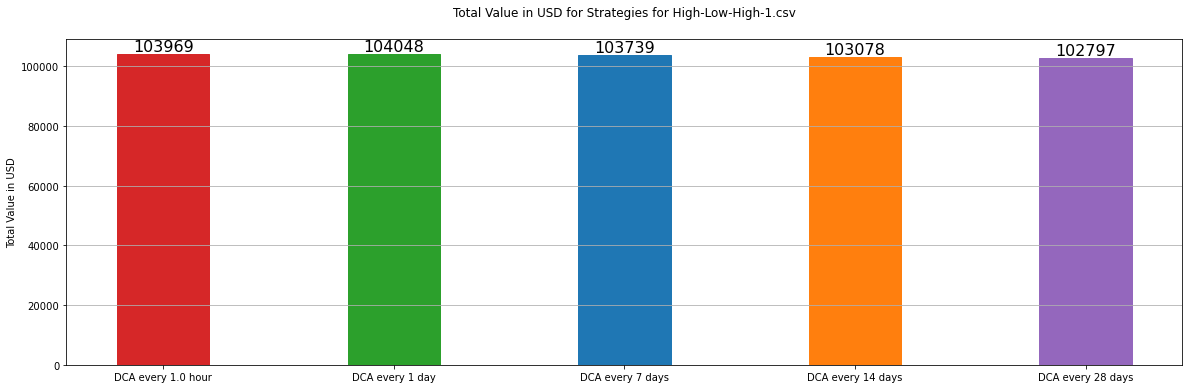 Total Value in USD for Strategies for High-Low-High-1.csv
103969
104048
103739
103078
102797
100000
80000
60000
40000
20000
0
Total Value in USD
DCA every 1.0 hour
DCA every 1 day
DCA every 7 days
DCA every 14 days
DCA every 28 days